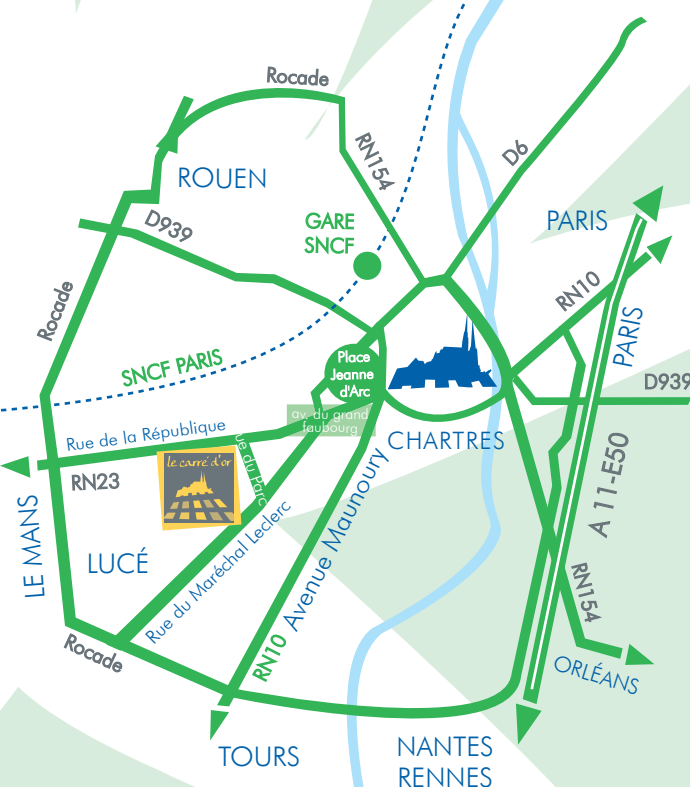 Rocade
RN154
D6
ROUEN
PARIS
D939
GARE
SNCF
RN10
Rocade
PARIS
SNCF PARIS
Place
Jeanne
d'Arc
D939
av. du grand
faubourg
Rue de la République
CHARTRES
le carré d'or
rue du Parc
RN23
A 11-E50
LE MANS
Avenue Maunoury
Rue du Maréchal Leclerc
LUCÉ
RN154
Rocade
RN10
ORLÉANS
TOURS
NANTES
RENNES